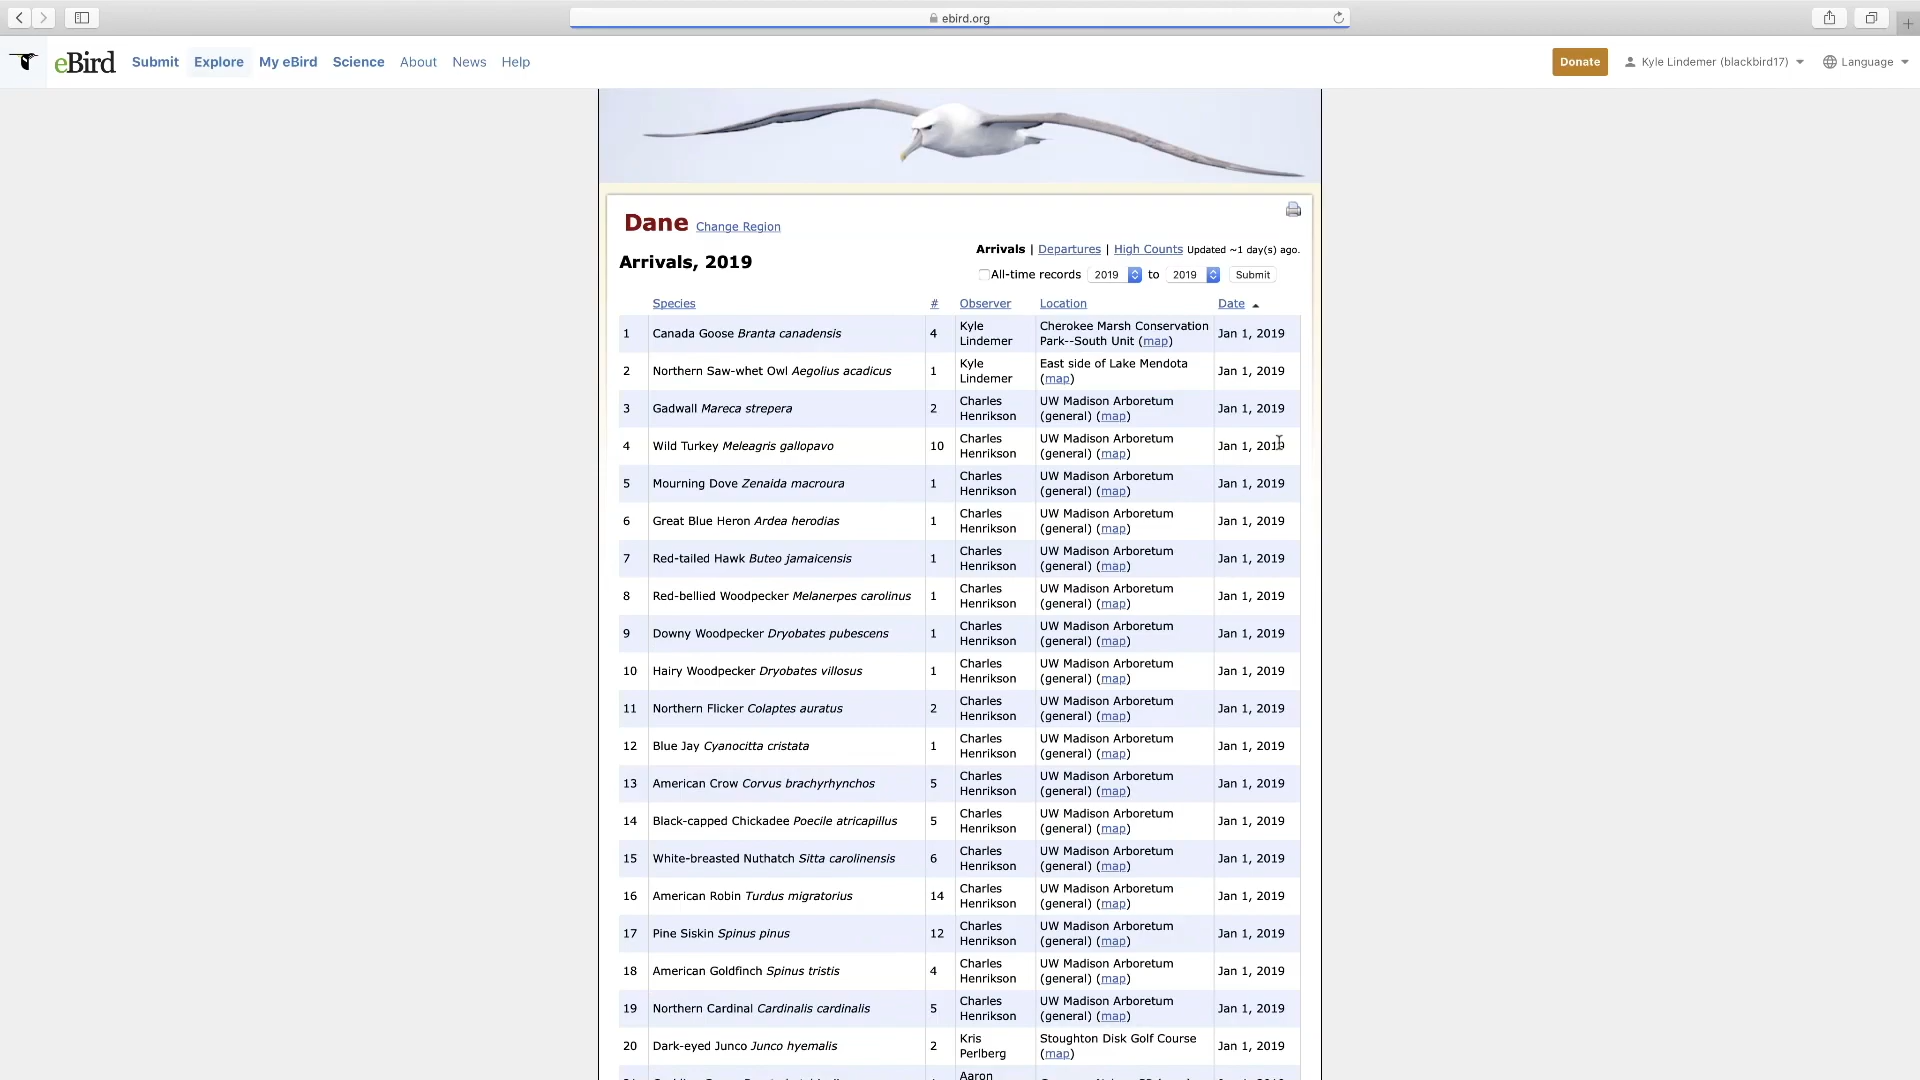 ebird.org
eBird Submit Explore My eBird Science About News Help Donate Kyle Lindemer (blackbird17) Language
Dane Change Region
Arrivals | Departures | High Counts Updated ~1 day(s) ago.
Arrivals, 2019
All-time records 2019 to 2019 Submit
Species # Observer Location Date
1 Canada Goose Branta canadensis 4 Kyle Lindemer Cherokee Marsh Conservation Park--South Unit (map) Jan 1, 2019
2 Northern Saw-whet Owl Aegolius acadicus 1 Kyle Lindemer East side of Lake Mendota (map) Jan 1, 2019
3 Gadwall Mareca strepera 2 Charles Henrikson UW Madison Arboretum (general) (map) Jan 1, 2019
4 Wild Turkey Meleagris gallopavo 10 Charles Henrikson UW Madison Arboretum (general) (map) Jan 1, 2019
5 Mourning Dove Zenaida macroura 1 Charles Henrikson UW Madison Arboretum (general) (map) Jan 1, 2019
6 Great Blue Heron Ardea herodias 1 Charles Henrikson UW Madison Arboretum (general) (map) Jan 1, 2019
7 Red-tailed Hawk Buteo jamaicensis 1 Charles Henrikson UW Madison Arboretum (general) (map) Jan 1, 2019
8 Red-bellied Woodpecker Melanerpes carolinus 1 Charles Henrikson UW Madison Arboretum (general) (map) Jan 1, 2019
9 Downy Woodpecker Dryobates pubescens 1 Charles Henrikson UW Madison Arboretum (general) (map) Jan 1, 2019
10 Hairy Woodpecker Dryobates villosus 1 Charles Henrikson UW Madison Arboretum (general) (map) Jan 1, 2019
11 Northern Flicker Colaptes auratus 2 Charles Henrikson UW Madison Arboretum (general) (map) Jan 1, 2019
12 Blue Jay Cyanocitta cristata 1 Charles Henrikson UW Madison Arboretum (general) (map) Jan 1, 2019
13 American Crow Corvus brachyrhynchos 5 Charles Henrikson UW Madison Arboretum (general) (map) Jan 1, 2019
14 Black-capped Chickadee Poecile atricapillus 5 Charles Henrikson UW Madison Arboretum (general) (map) Jan 1, 2019
15 White-breasted Nuthatch Sitta carolinensis 6 Charles Henrikson UW Madison Arboretum (general) (map) Jan 1, 2019
16 American Robin Turdus migratorius 14 Charles Henrikson UW Madison Arboretum (general) (map) Jan 1, 2019
17 Pine Siskin Spinus pinus 12 Charles Henrikson UW Madison Arboretum (general) (map) Jan 1, 2019
18 American Goldfinch Spinus tristis 4 Charles Henrikson UW Madison Arboretum (general) (map) Jan 1, 2019
19 Northern Cardinal Cardinalis cardinalis 5 Charles Henrikson UW Madison Arboretum (general) (map) Jan 1, 2019
20 Dark-eyed Junco Junco hyemalis 2 Kris Perlberg Stoughton Disk Golf Course (map) Jan 1, 2019
Aaron